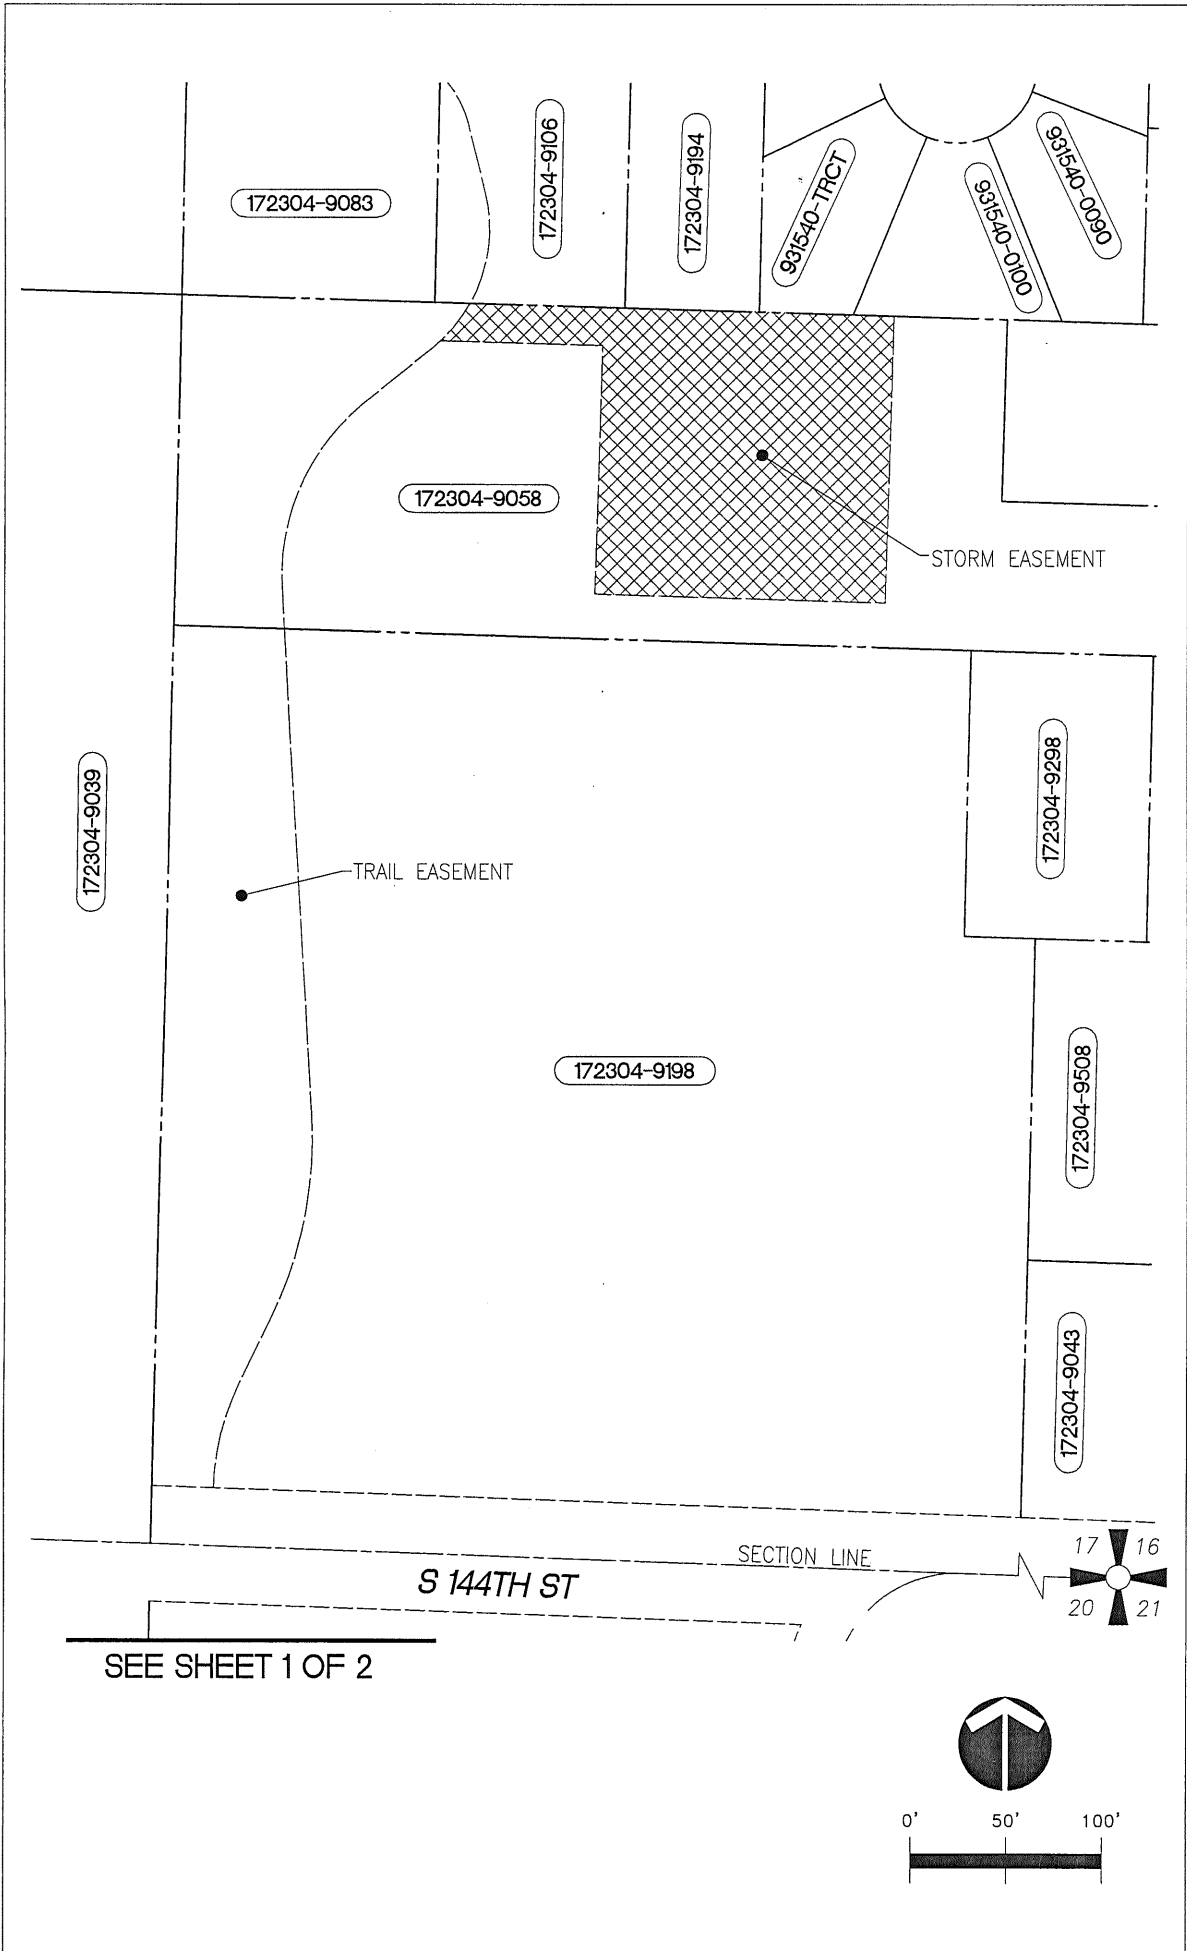 172304-9083
172304-9106
172304-9194
931540-TRCT
931540-0100
931540-0090
172304-9058
STORM EASEMENT
172304-9039
172304-9298
TRAIL EASEMENT
172304-9198
172304-9508
172304-9043
SECTION LINE
17 16
20 21
S 144TH ST
SEE SHEET 1 OF 2
0' 50' 100'